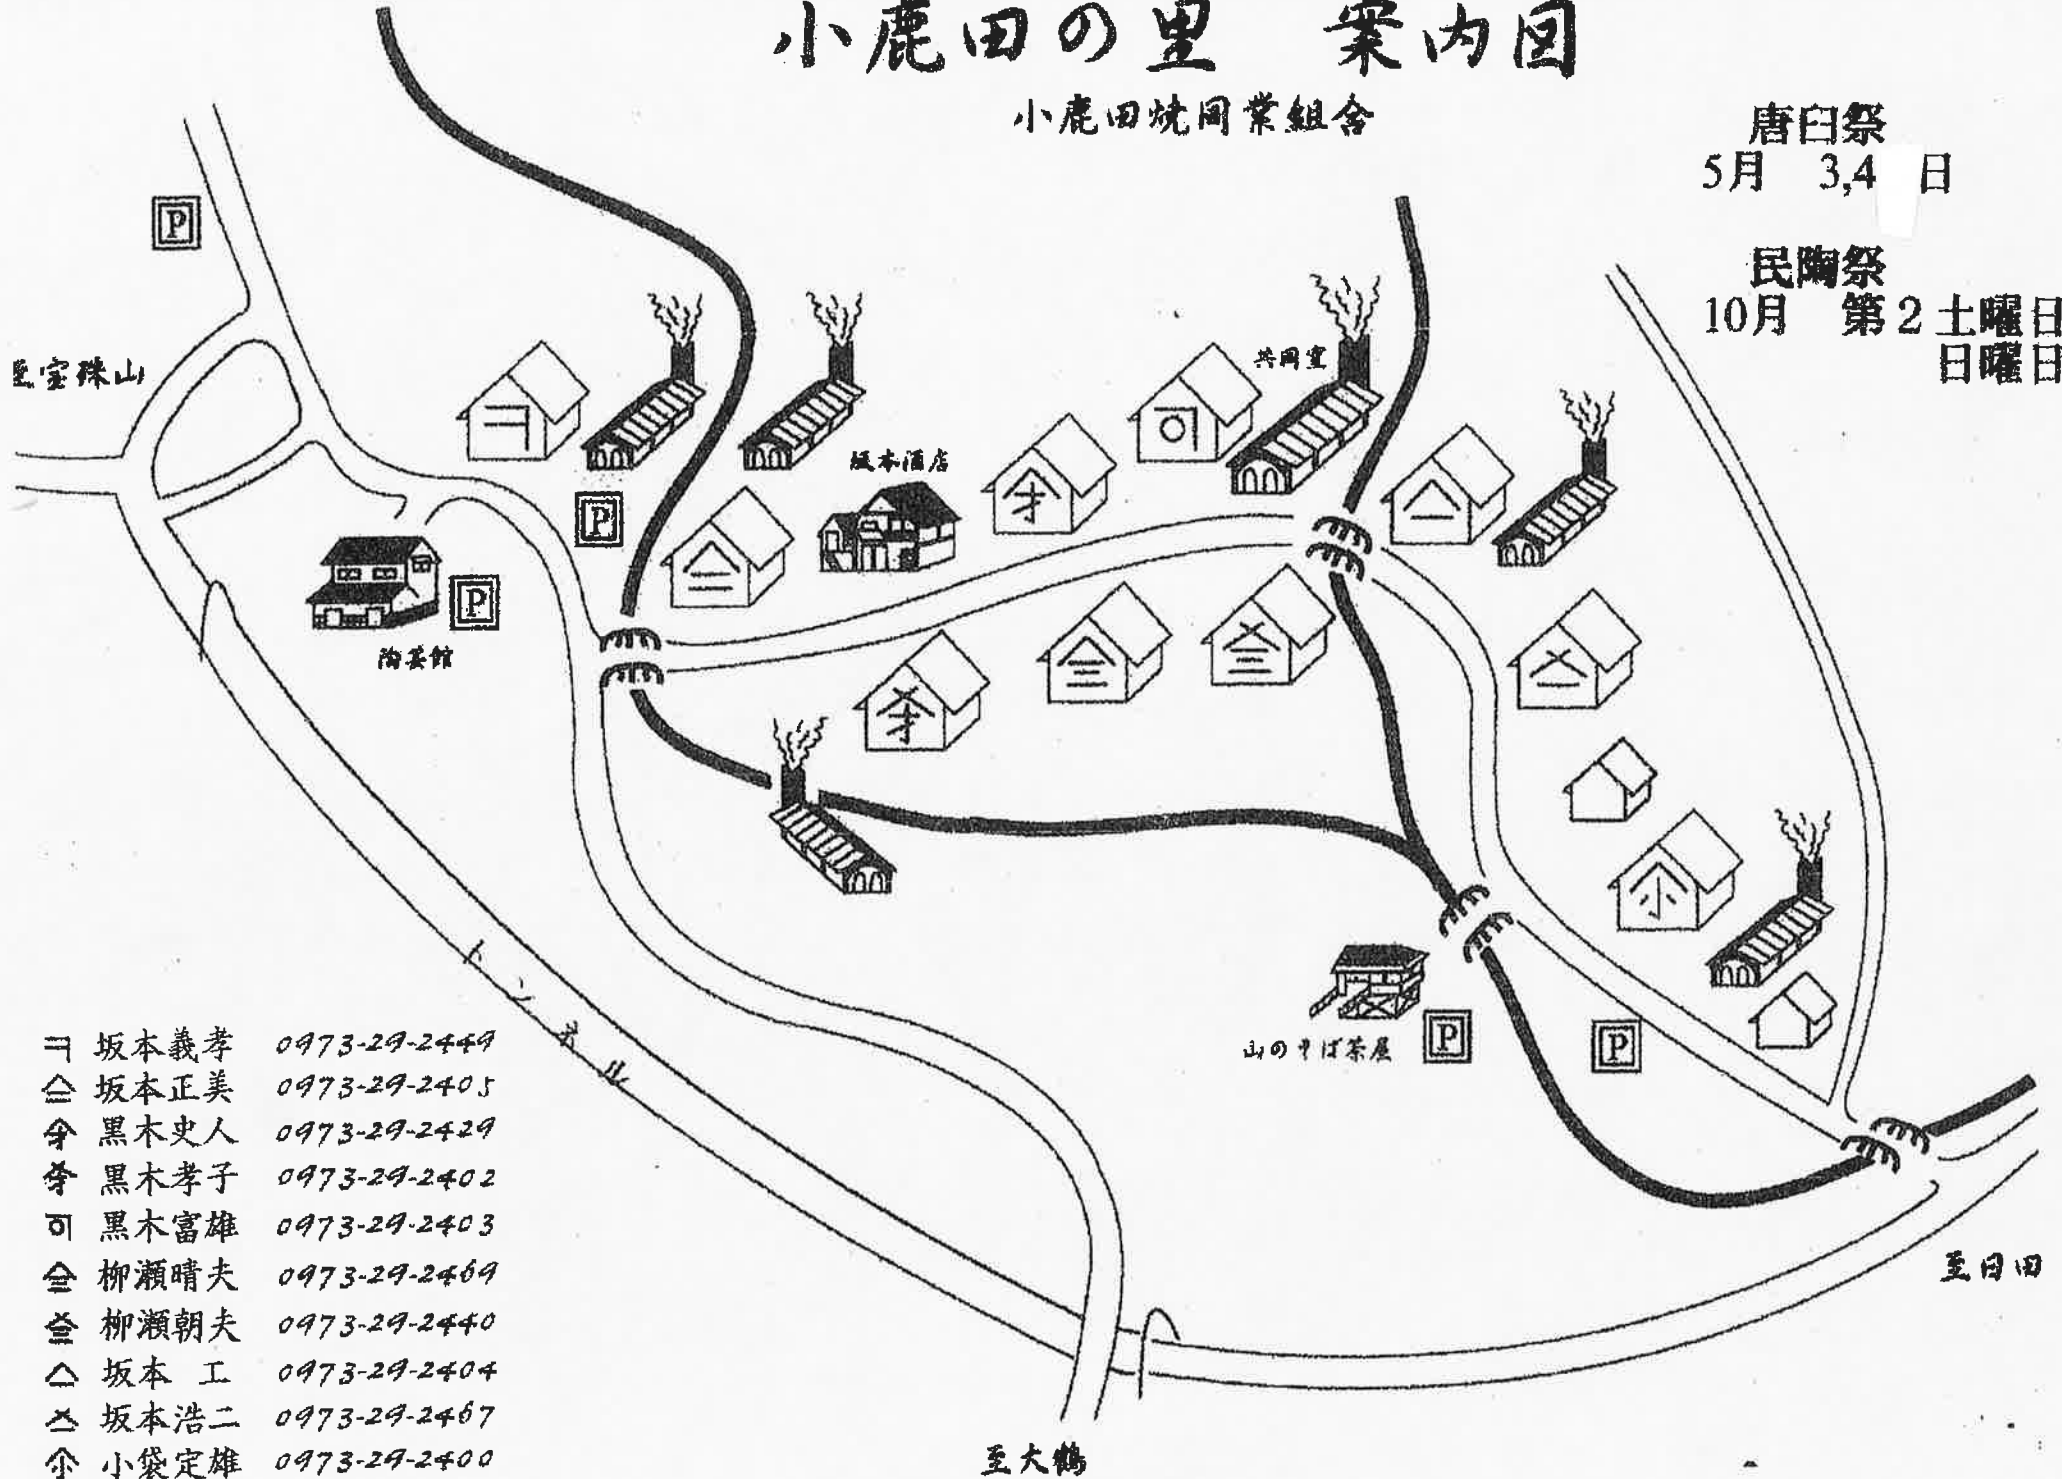 小鹿田の里 案内図
小鹿田焼同業組合
唐臼祭
5月 3,4 日
民陶祭
10月 第2土曜日
日曜日
P
至宝珠山
共同窯
坂本酒店
P
P
陶芸館
トンネル
山のそば茶屋
P
P
至日田
至大鶴
坂本義孝 0973-29-2449
坂本正美 0973-29-2405
黒木史人 0973-29-2429
黒木孝子 0973-29-2402
黒木富雄 0973-29-2403
柳瀬晴夫 0973-29-2469
柳瀬朝夫 0973-29-2440
坂本 工 0973-29-2404
坂本浩二 0973-29-2467
小袋定雄 0973-29-2400